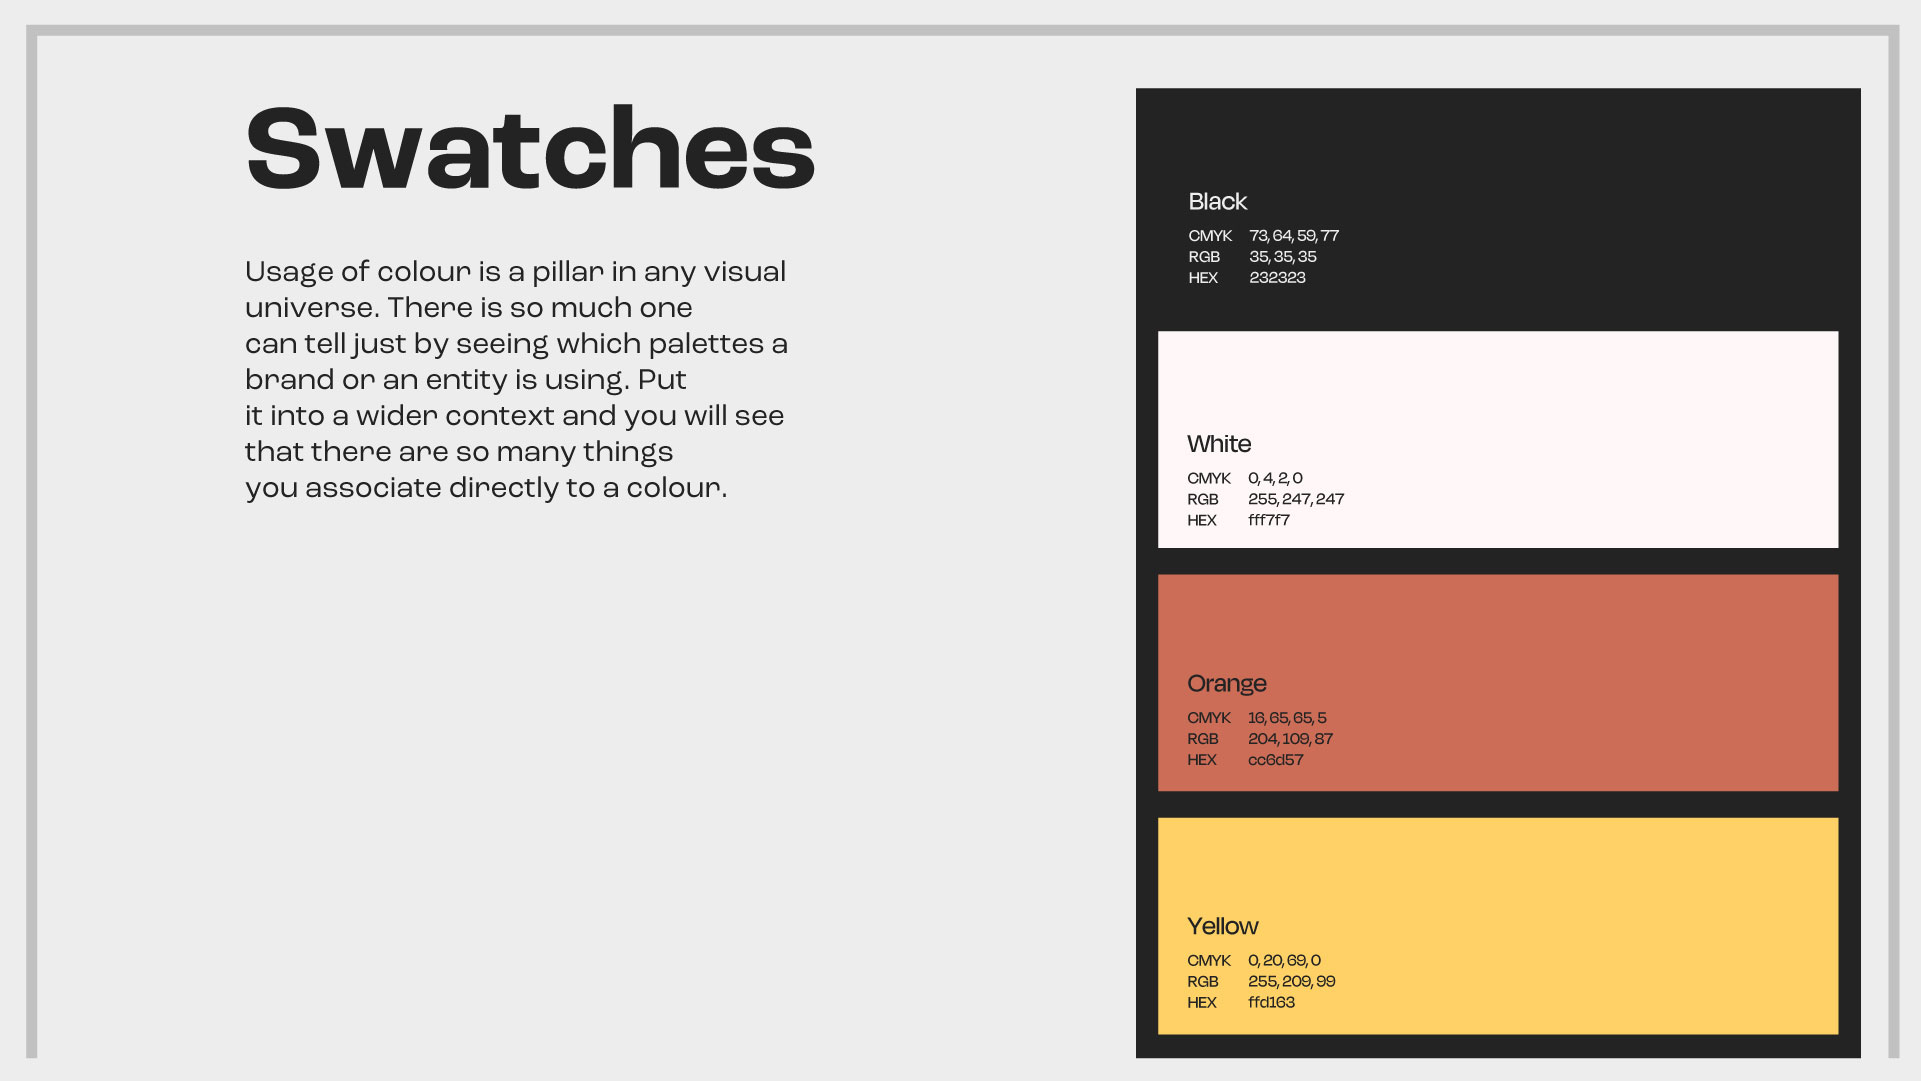 Swatches
Usage of colour is a pillar in any visual
universe. There is so much one
can tell just by seeing which palettes a
brand or an entity is using. Put
it into a wider context and you will see
that there are so many things
you associate directly to a colour.
Black
CMYK 73, 64, 59, 77
RGB 35, 35, 35
HEX 232323
White
CMYK 0, 4, 2, 0
RGB 255, 247, 247
HEX fff7f7
Orange
CMYK 16, 65, 65, 5
RGB 204, 109, 87
HEX cc6d57
Yellow
CMYK 0, 20, 69, 0
RGB 255, 209, 99
HEX ffd163